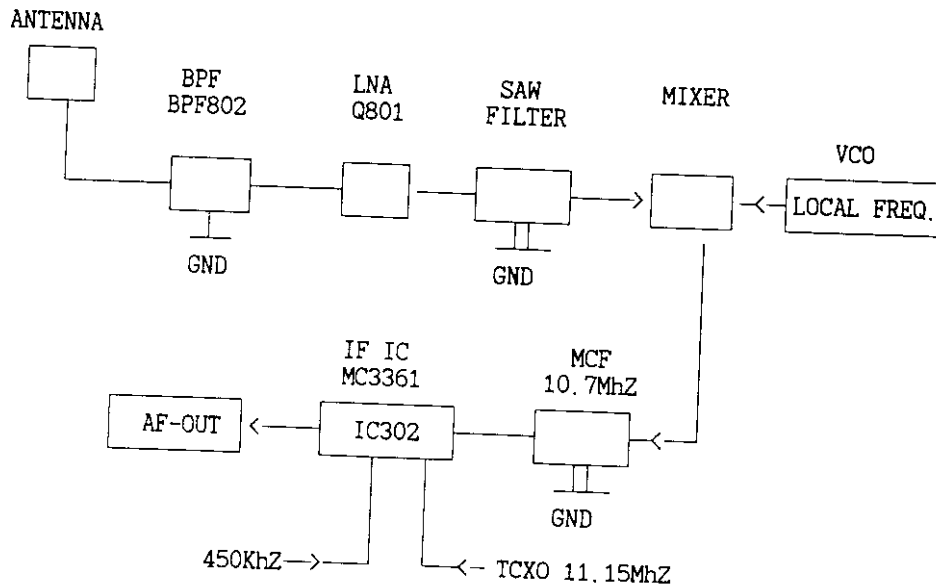 ANTENNA
BPF
BPF802
LNA
Q801
SAW
FILTER
MIXER
VCO
LOCAL FREQ.
GND
GND
IF IC
MC3361
MCF
10.7MhZ
AF-OUT
IC302
GND
450KhZ
TCXO 11.15MhZ